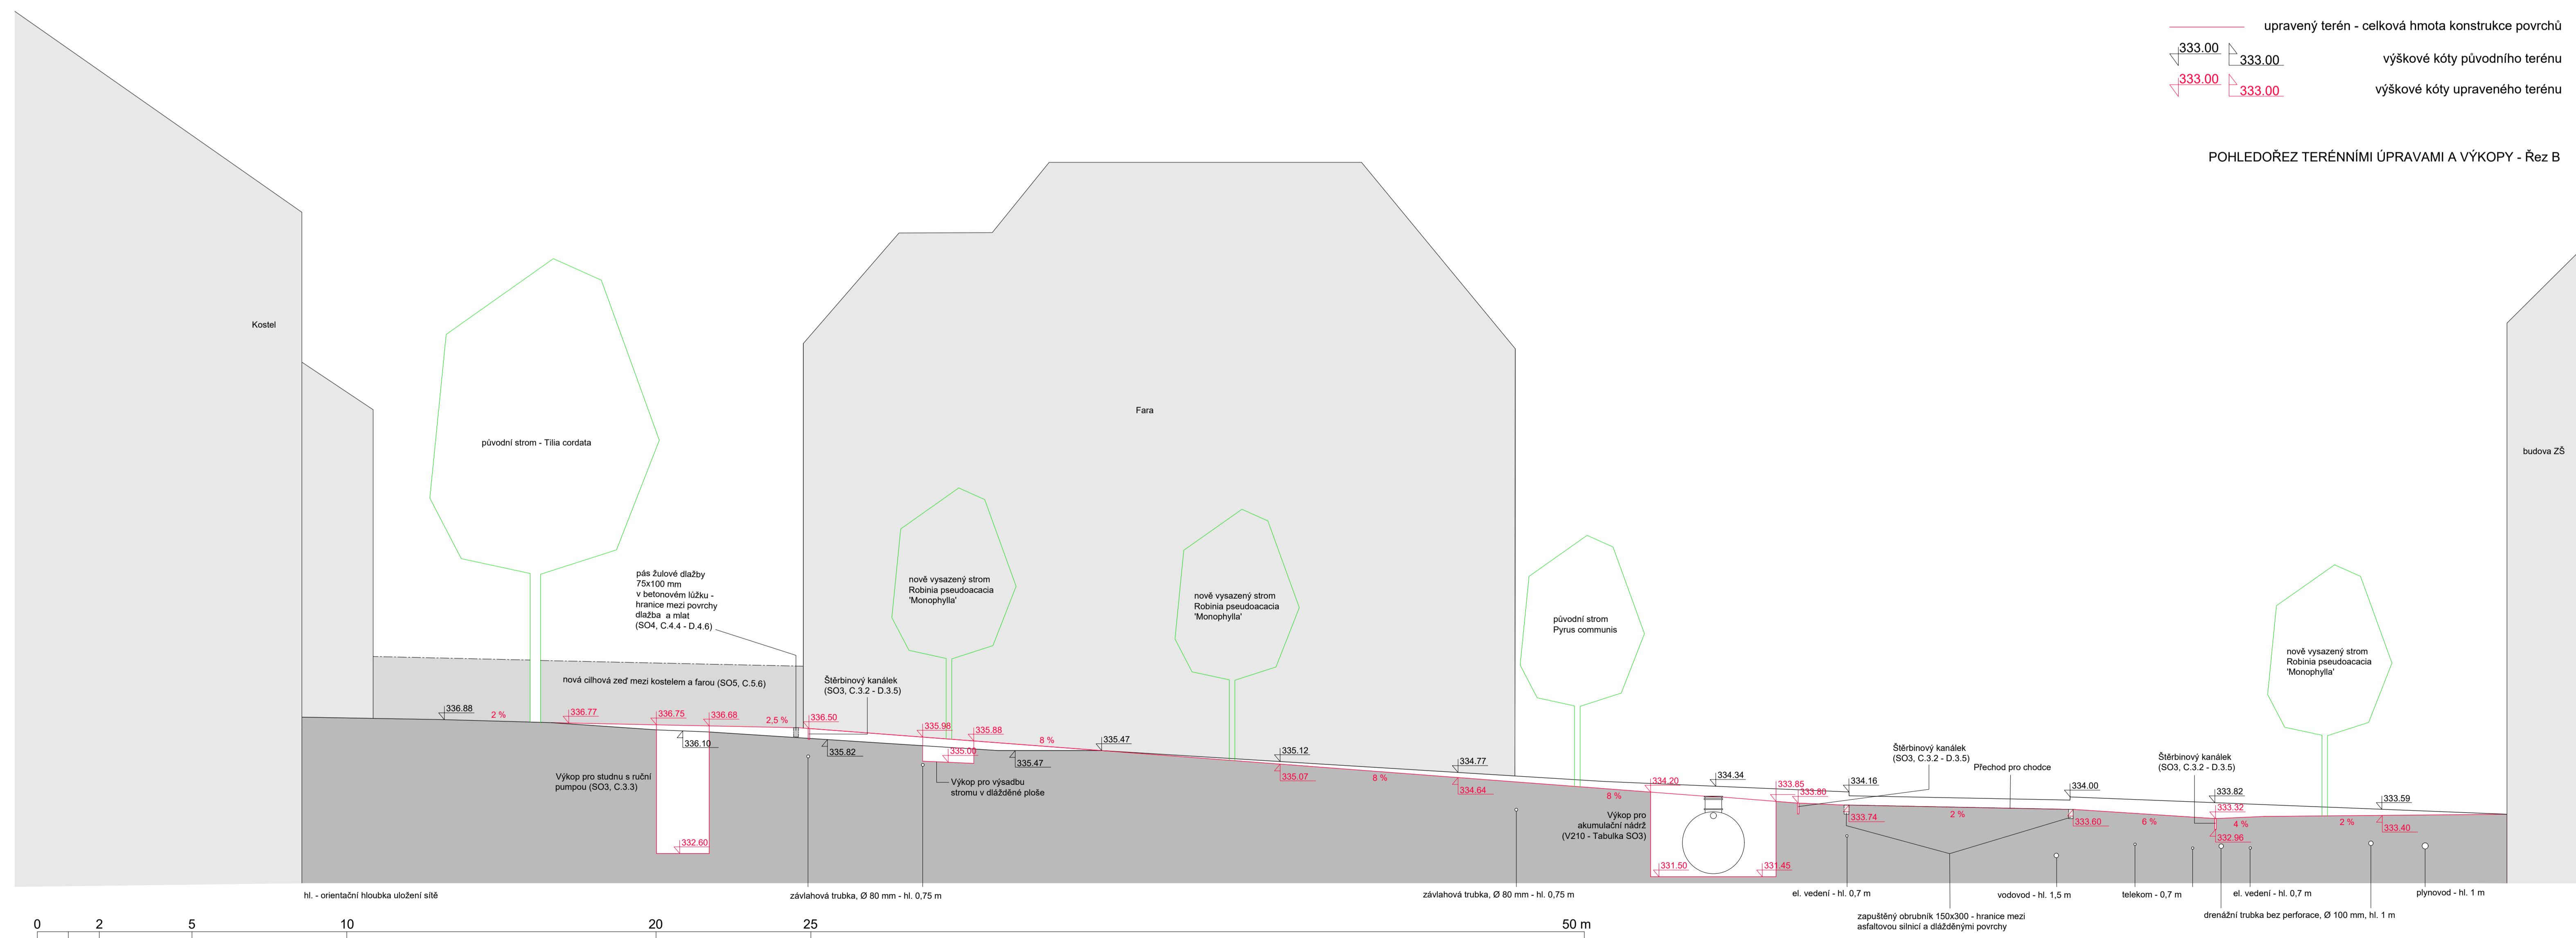 upravený terén - celková hmota konstrukce povrchů
333.00 333.00 výškové kóty původního terénu
333.00 333.00 výškové kóty upraveného terénu
POHLEDOŘEZ TERÉNNÍMI ÚPRAVAMI A VÝKOPY - Řez B
Kostel
původní strom - Tilia cordata
Fara
budova ZŠ
pás žulové dlažby
75x100 mm
v betonovém lůžku -
hranice mezi povrchy
dlažba a mlat
(SO4, C.4.4 - D.4.6)
nově vysazený strom
Robinia pseudoacacia
'Monophylla'
nově vysazený strom
Robinia pseudoacacia
'Monophylla'
původní strom
Pyrus communis
nově vysazený strom
Robinia pseudoacacia
'Monophylla'
nová cihová zeď mezi kostelem a farou (SO5, C.5.6)
Štěrbinový kanálek
(SO3, C.3.2 - D.3.5)
336.88
2 %
336.77
336.75
336.68
2,5 %
336.50
336.10
335.82
335.98
335.88
335.00
8 %
335.47
335.47
335.12
335.07
8 %
334.77
334.64
8 %
334.20
334.34
333.85
333.80
334.16
333.74
2 %
334.00
333.60
6 %
333.82
333.32
4 %
332.96
2 %
333.59
333.40
Štěrbinový kanálek
(SO3, C.3.2 - D.3.5)
Přechod pro chodce
Štěrbinový kanálek
(SO3, C.3.2 - D.3.5)
Výkop pro studnu s ruční
pumpou (SO3, C.3.3)
332.60
Výkop pro výsadbu
stromu v dlážděné ploše
Výkop pro
akumulační nádrž
(V210 - Tabulka SO3)
331.50
331.45
hl. - orientační hloubka uložení sítě
závlahová trubka, Ø 80 mm - hl. 0,75 m
závlahová trubka, Ø 80 mm - hl. 0,75 m
el. vedení - hl. 0,7 m
vodovod - hl. 1,5 m
telekom - 0,7 m
el. vedení - hl. 0,7 m
plynovod - hl. 1 m
zapuštěný obrubník 150x300 - hranice mezi
asfaltovou silnicí a dlážděnými povrchy
drenážní trubka bez perforace, Ø 100 mm, hl. 1 m
0 2 5 10 20 25 50 m